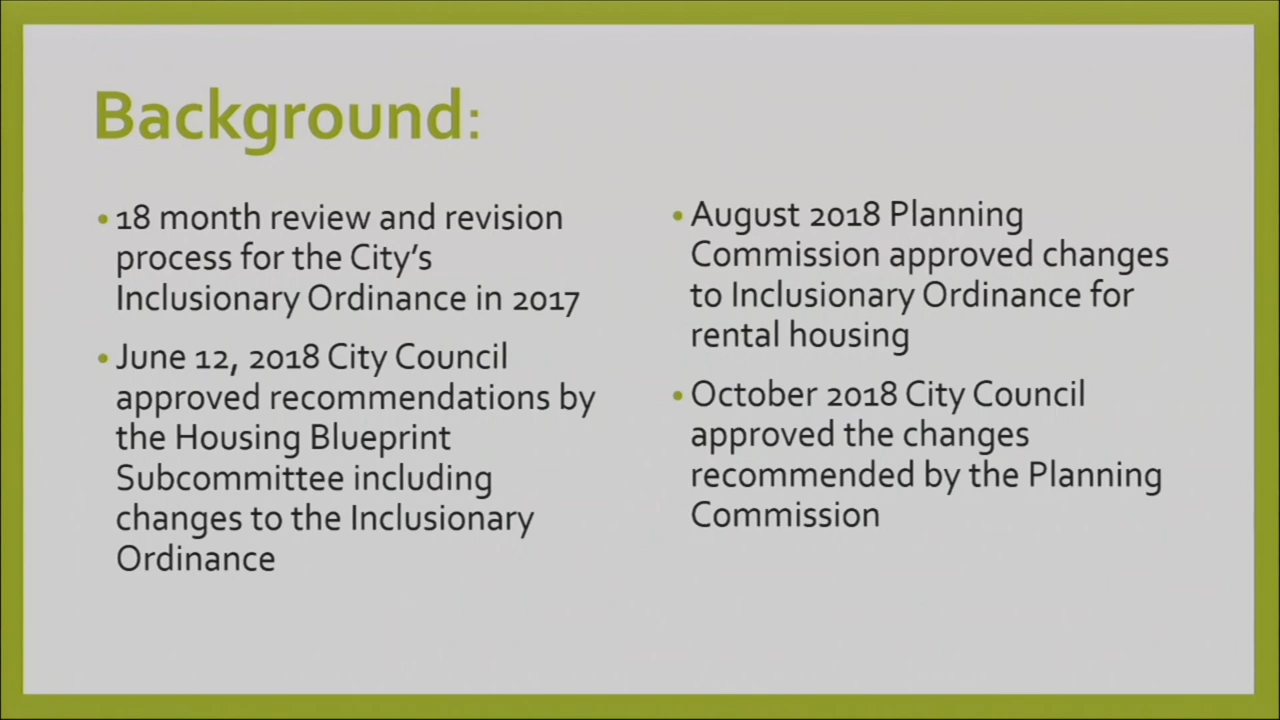 Background:
• 18 month review and revision
process for the City’s
Inclusionary Ordinance in 2017
• June 12, 2018 City Council
approved recommendations by
the Housing Blueprint
Subcommittee including
changes to the Inclusionary
Ordinance
• August 2018 Planning
Commission approved changes
to Inclusionary Ordinance for
rental housing
• October 2018 City Council
approved the changes
recommended by the Planning
Commission